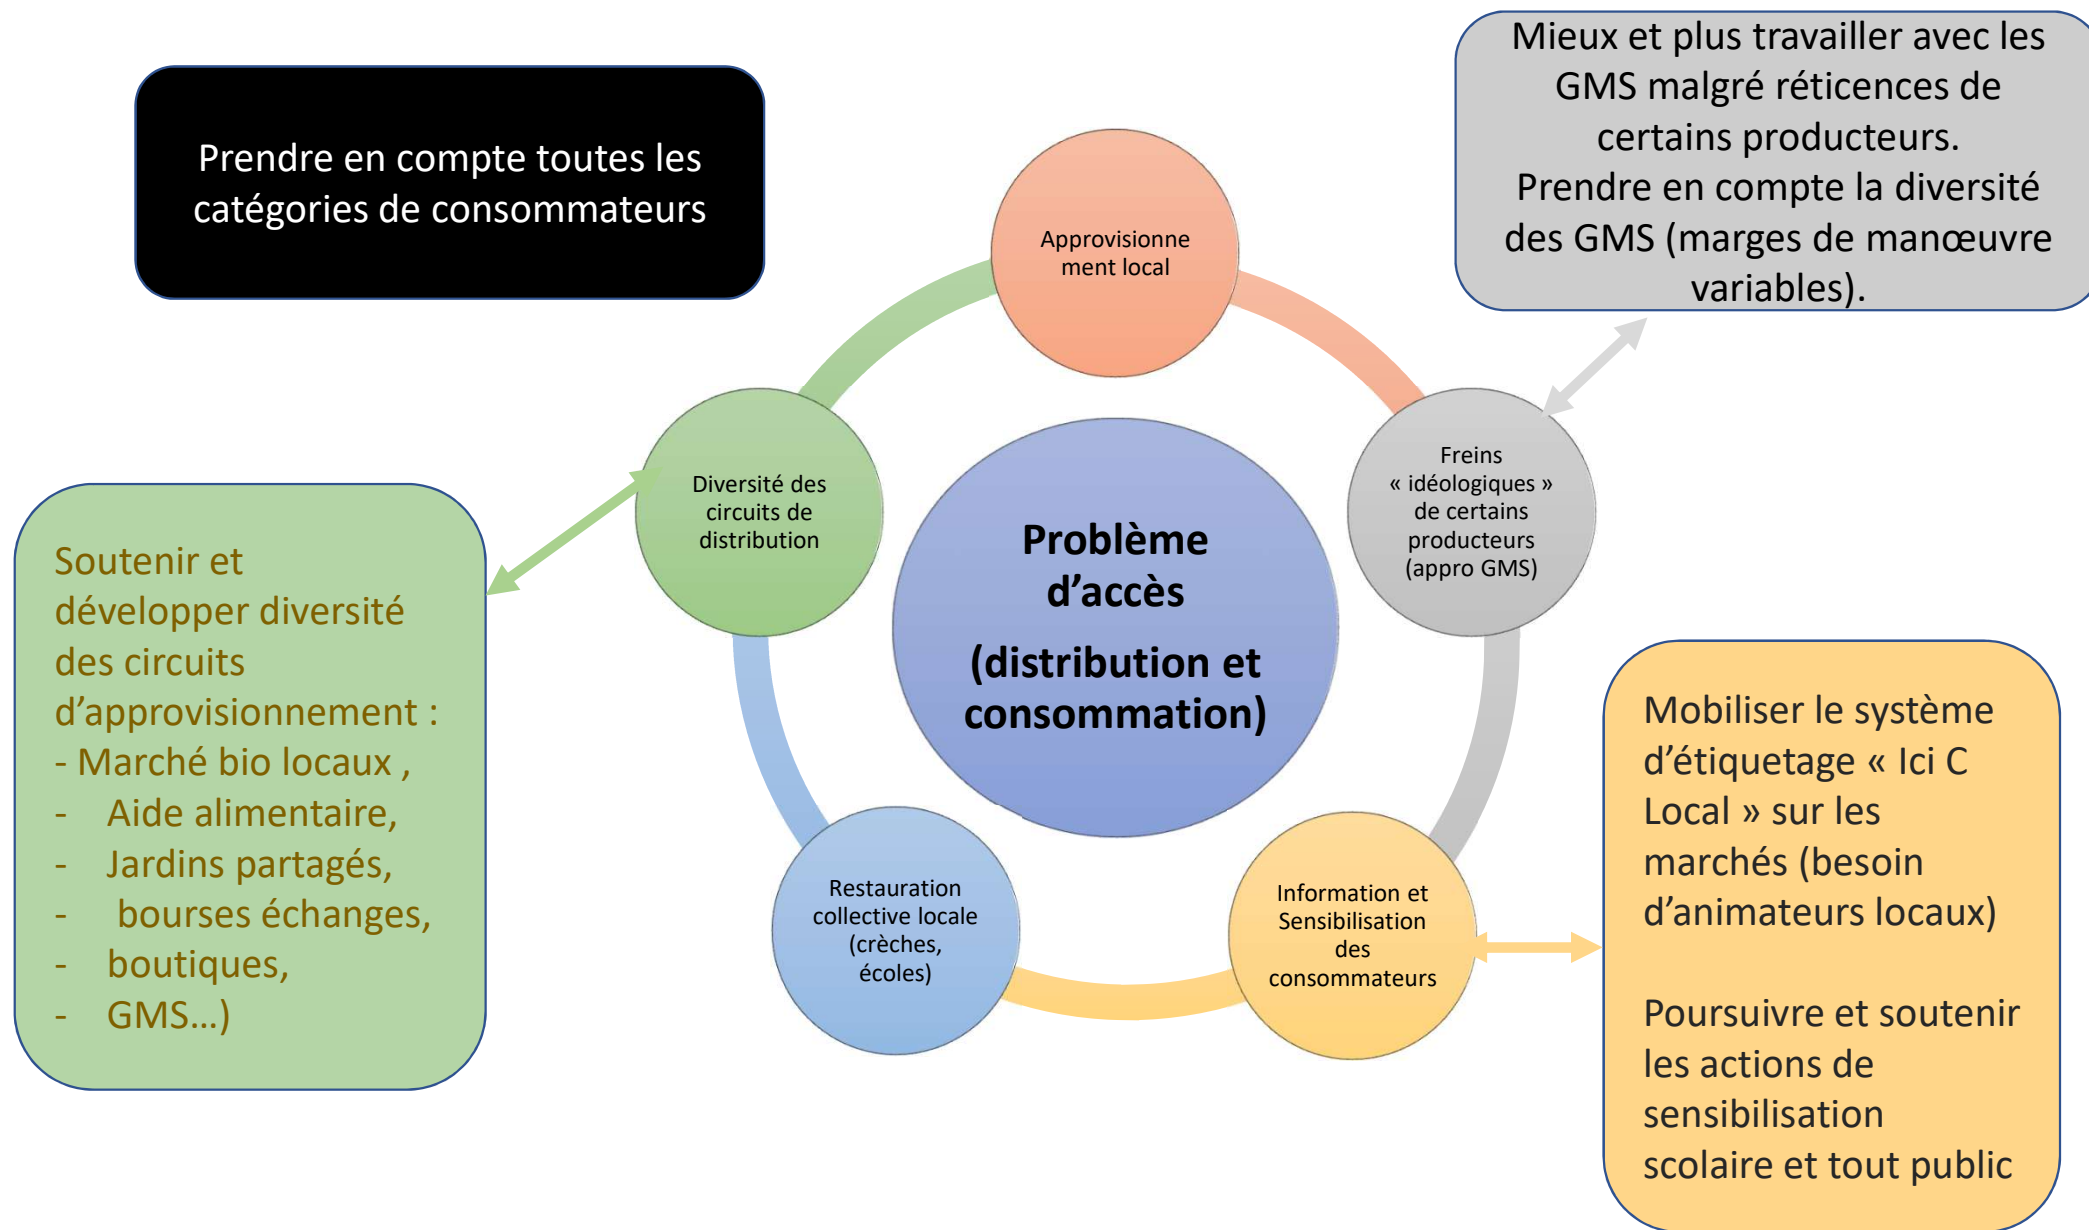 Prendre en compte toutes les
catégories de consommateurs
Mieux et plus travailler avec les
GMS malgré réticences de
certains producteurs.
Prendre en compte la diversité
des GMS (marges de manœuvre
variables).
Approvisionne
ment local
Freins
« idéologiques »
de certains
producteurs
(appro GMS)
Diversité des
circuits de
distribution
Problème
d’accès
(distribution et
consommation)
Soutenir et
développer diversité
des circuits
d’approvisionnement :
- Marché bio locaux ,
- Aide alimentaire,
- Jardins partagés,
- bourses échanges,
- boutiques,
- GMS...)
Restauration
collective locale
(crèches,
écoles)
Information et
Sensibilisation
des
consommateurs
Mobiliser le système
d’étiquetage « Ici C
Local » sur les
marchés (besoin
d’animateurs locaux)
Poursuivre et soutenir
les actions de
sensibilisation
scolaire et tout public